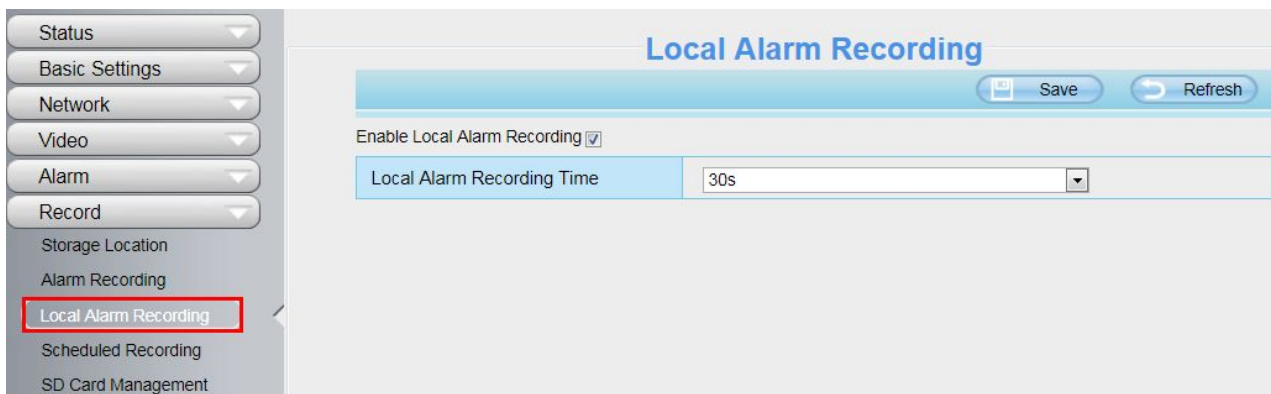 Status
Basic Settings
Network
Video
Alarm
Record
Storage Location
Alarm Recording
Local Alarm Recording
Scheduled Recording
SD Card Management
Local Alarm Recording
Save
Refresh
Enable Local Alarm Recording
Local Alarm Recording Time
30s